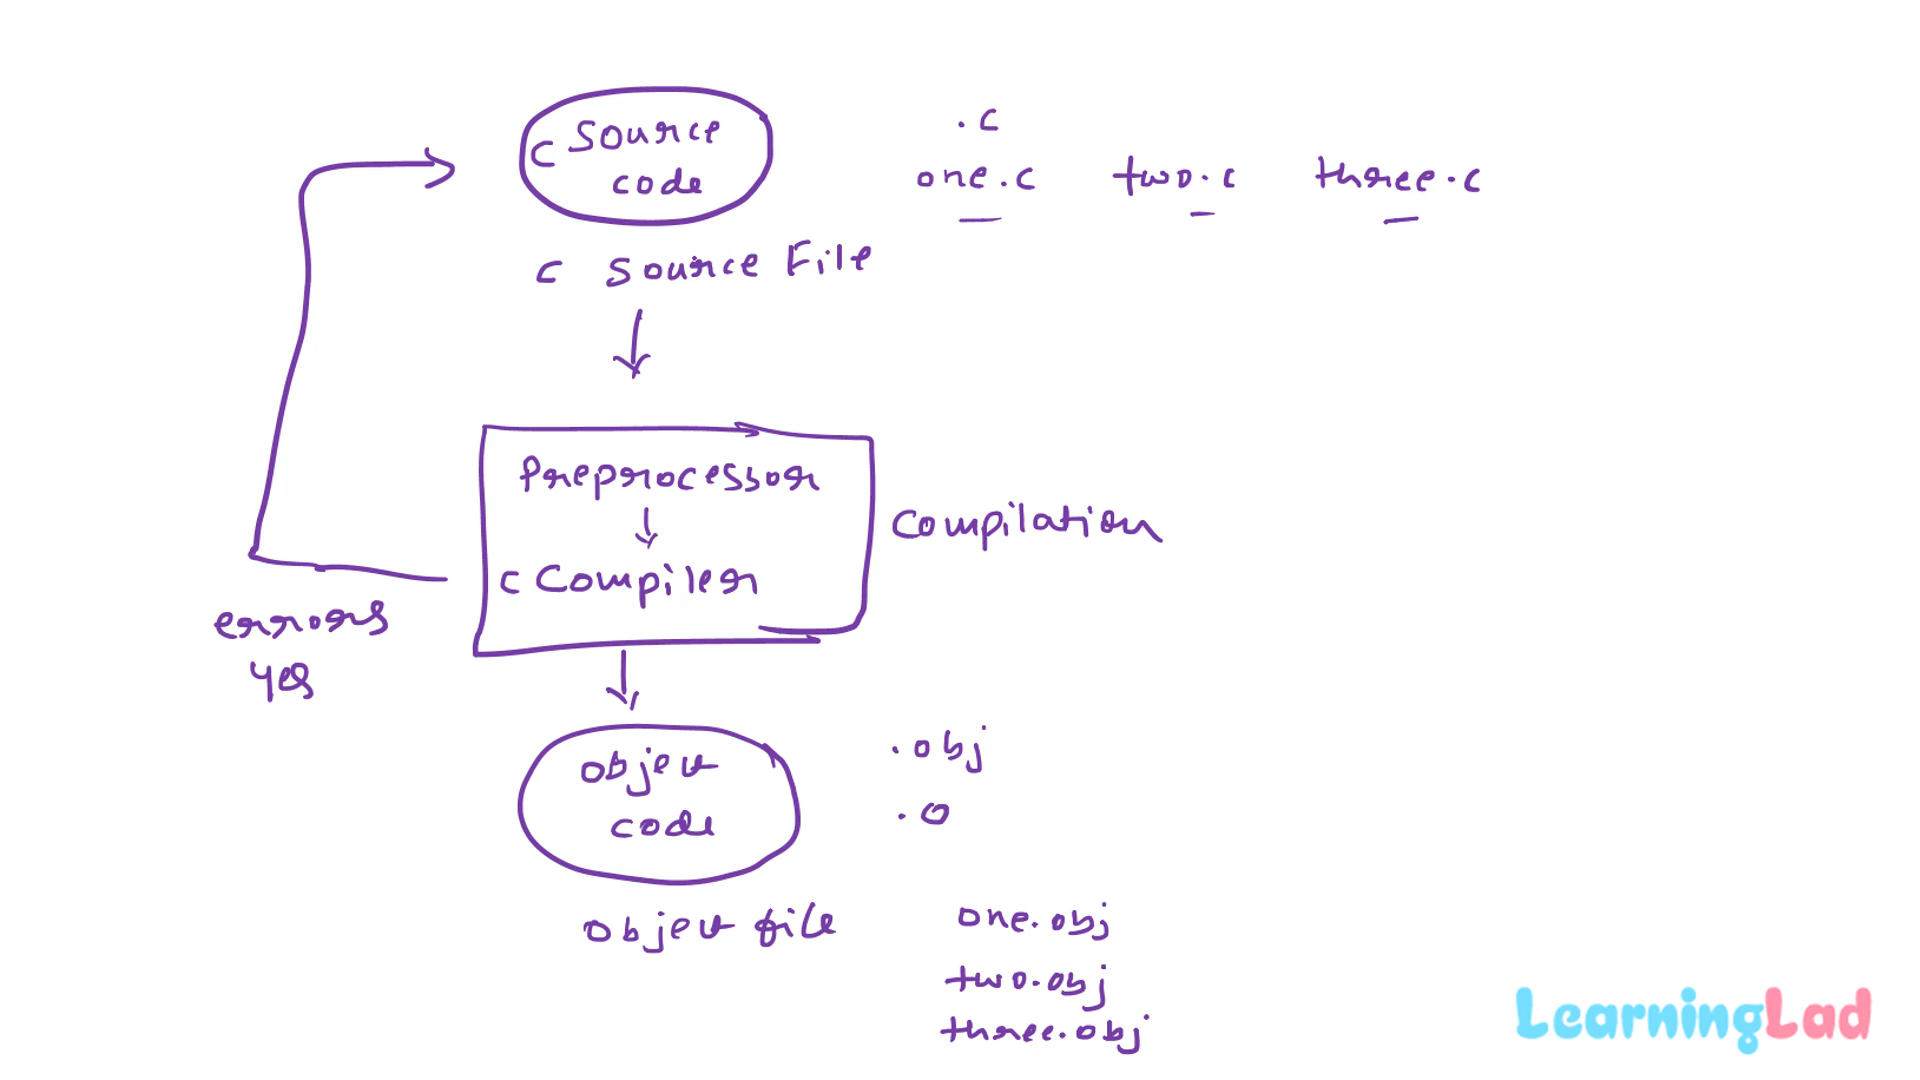 .c
C Source
code
one.c two.c three.c
C Source File
Preprocessor
C Compiler
Compilation
errors
yes
object
code
.obj
.o
object file
one.obj
two.obj
three.obj
LearningLad